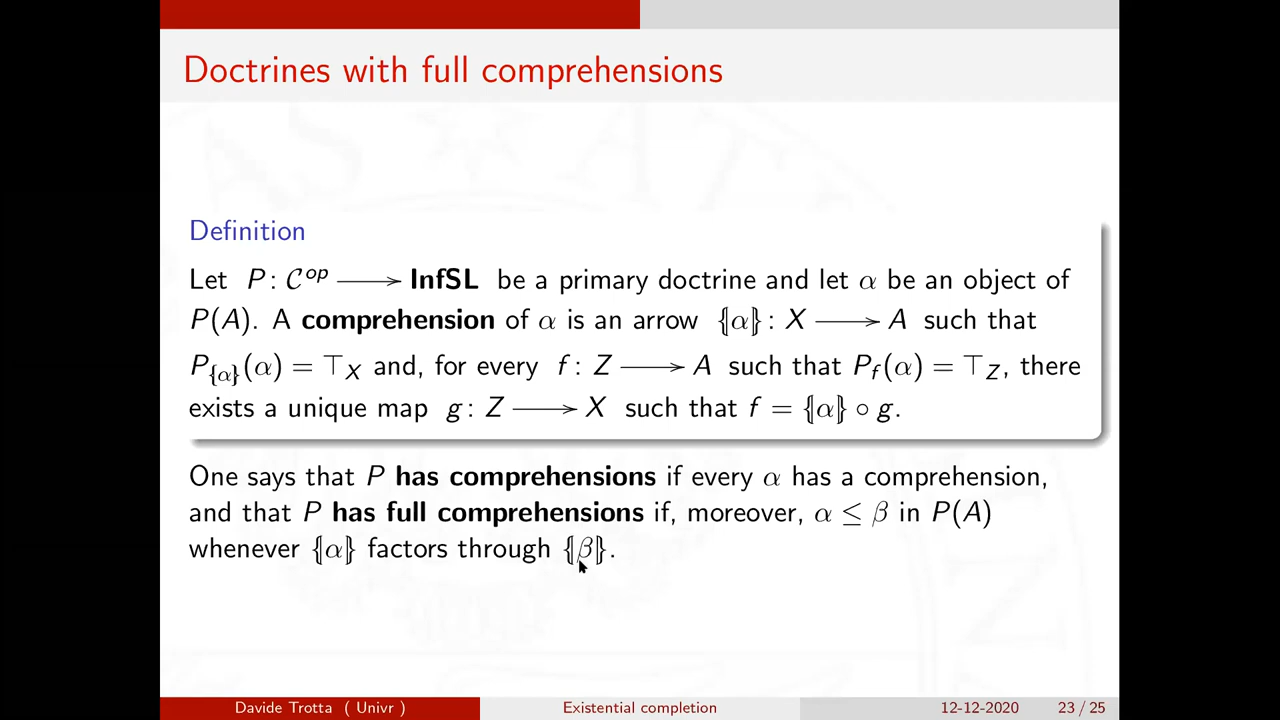 Doctrines with full comprehensions
Definition
Let P: 𝒞ᵒᵖ ⟶ InfSL be a primary doctrine and let α be an object of
P(A). A comprehension of α is an arrow ⦃α⦄: X ⟶ A such that
P_{⦃α⦄}(α) = ⊤_X and, for every f: Z ⟶ A such that P_f(α) = ⊤_Z, there
exists a unique map g: Z ⟶ X such that f = ⦃α⦄ ∘ g.
One says that P has comprehensions if every α has a comprehension,
and that P has full comprehensions if, moreover, α ≤ β in P(A)
whenever ⦃α⦄ factors through ⦃β⦄.
Davide Trotta ( Univr ) Existential completion 12-12-2020 23 / 25